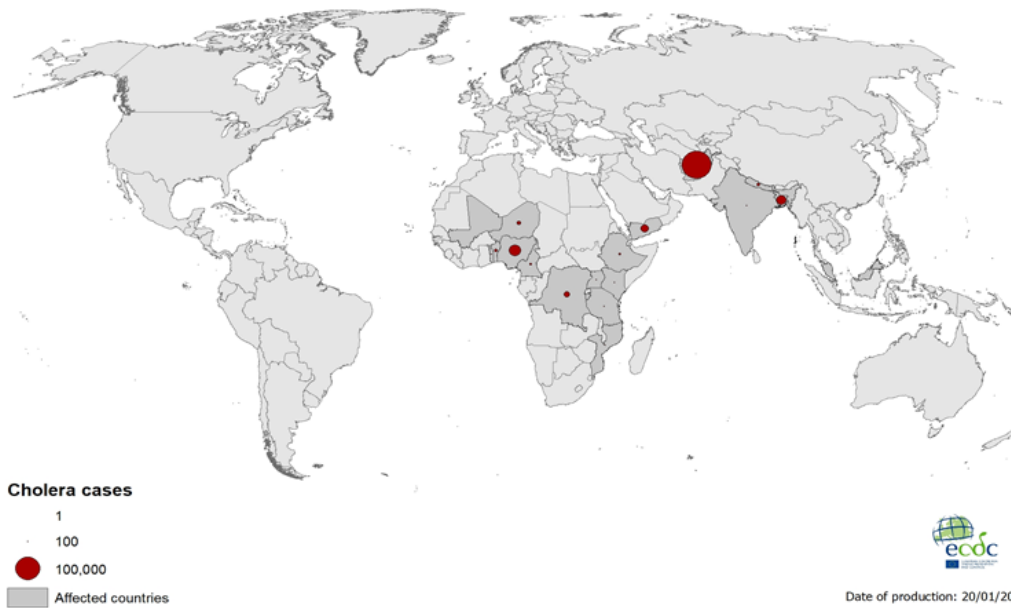 Cholera cases
1
100
100,000
Affected countries
ecdc
Date of production: 20/01/20